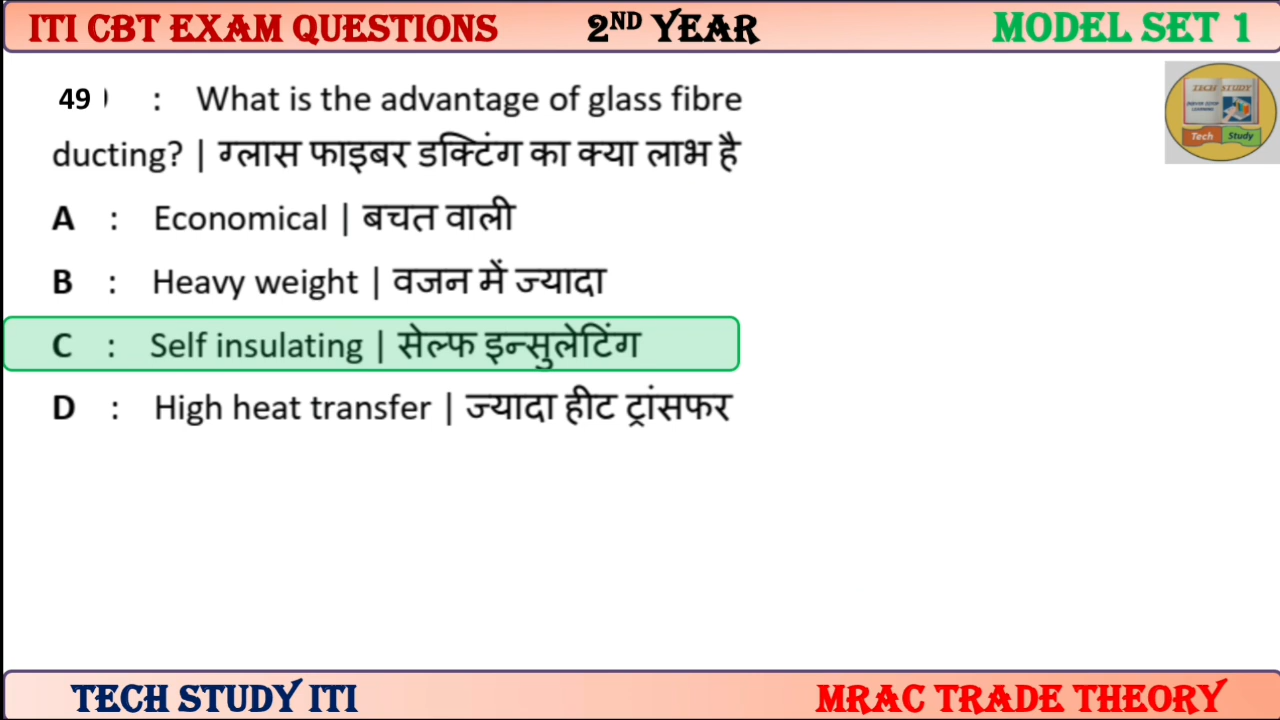 ITI CBT EXAM QUESTIONS 2ND YEAR MODEL SET 1
49 : What is the advantage of glass fibre
ducting? | ग्लास फाइबर डक्टिंग का क्या लाभ है
A : Economical | बचत वाली
B : Heavy weight | वजन में ज्यादा
C : Self insulating | सेल्फ इन्सुलेटिंग
D : High heat transfer | ज्यादा हीट ट्रांसफर
TECH STUDY
Tech Study
TECH STUDY ITI MRAC TRADE THEORY